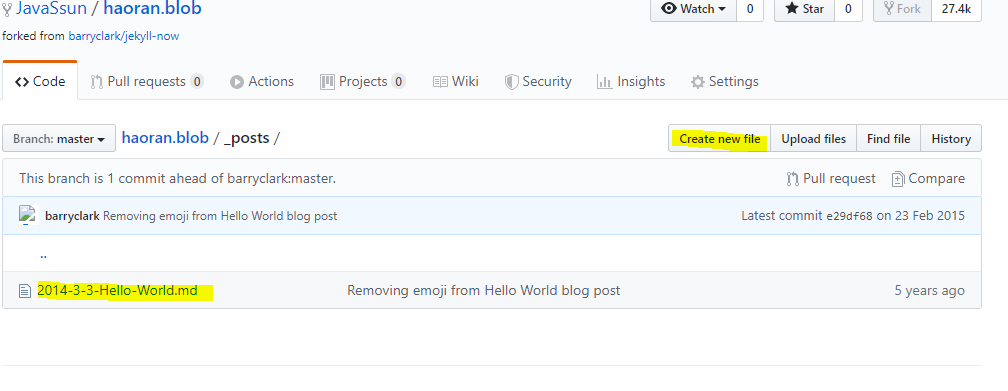 JavaSsun / haoran.blob Watch 0 Star 0 Fork 27.4k
forked from barryclark/jekyll-now
Code Pull requests 0 Actions Projects 0 Wiki Security Insights Settings
Branch: master haoran.blob / _posts / Create new file Upload files Find file History
This branch is 1 commit ahead of barryclark:master. Pull request Compare
barryclark Removing emoji from Hello World blog post Latest commit e29df68 on 23 Feb 2015
..
2014-3-3-Hello-World.md Removing emoji from Hello World blog post 5 years ago